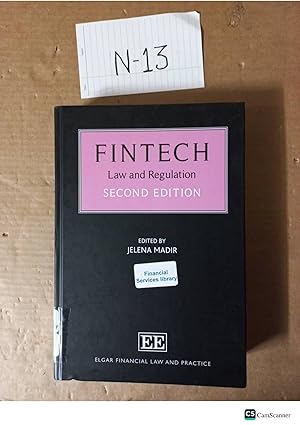 N-13
FINTECH
Law and Regulation
SECOND EDITION
EDITED BY
JELENA MADIR
Financial
Services library
EE
ELGAR FINANCIAL LAW AND PRACTICE
CS CamScanner